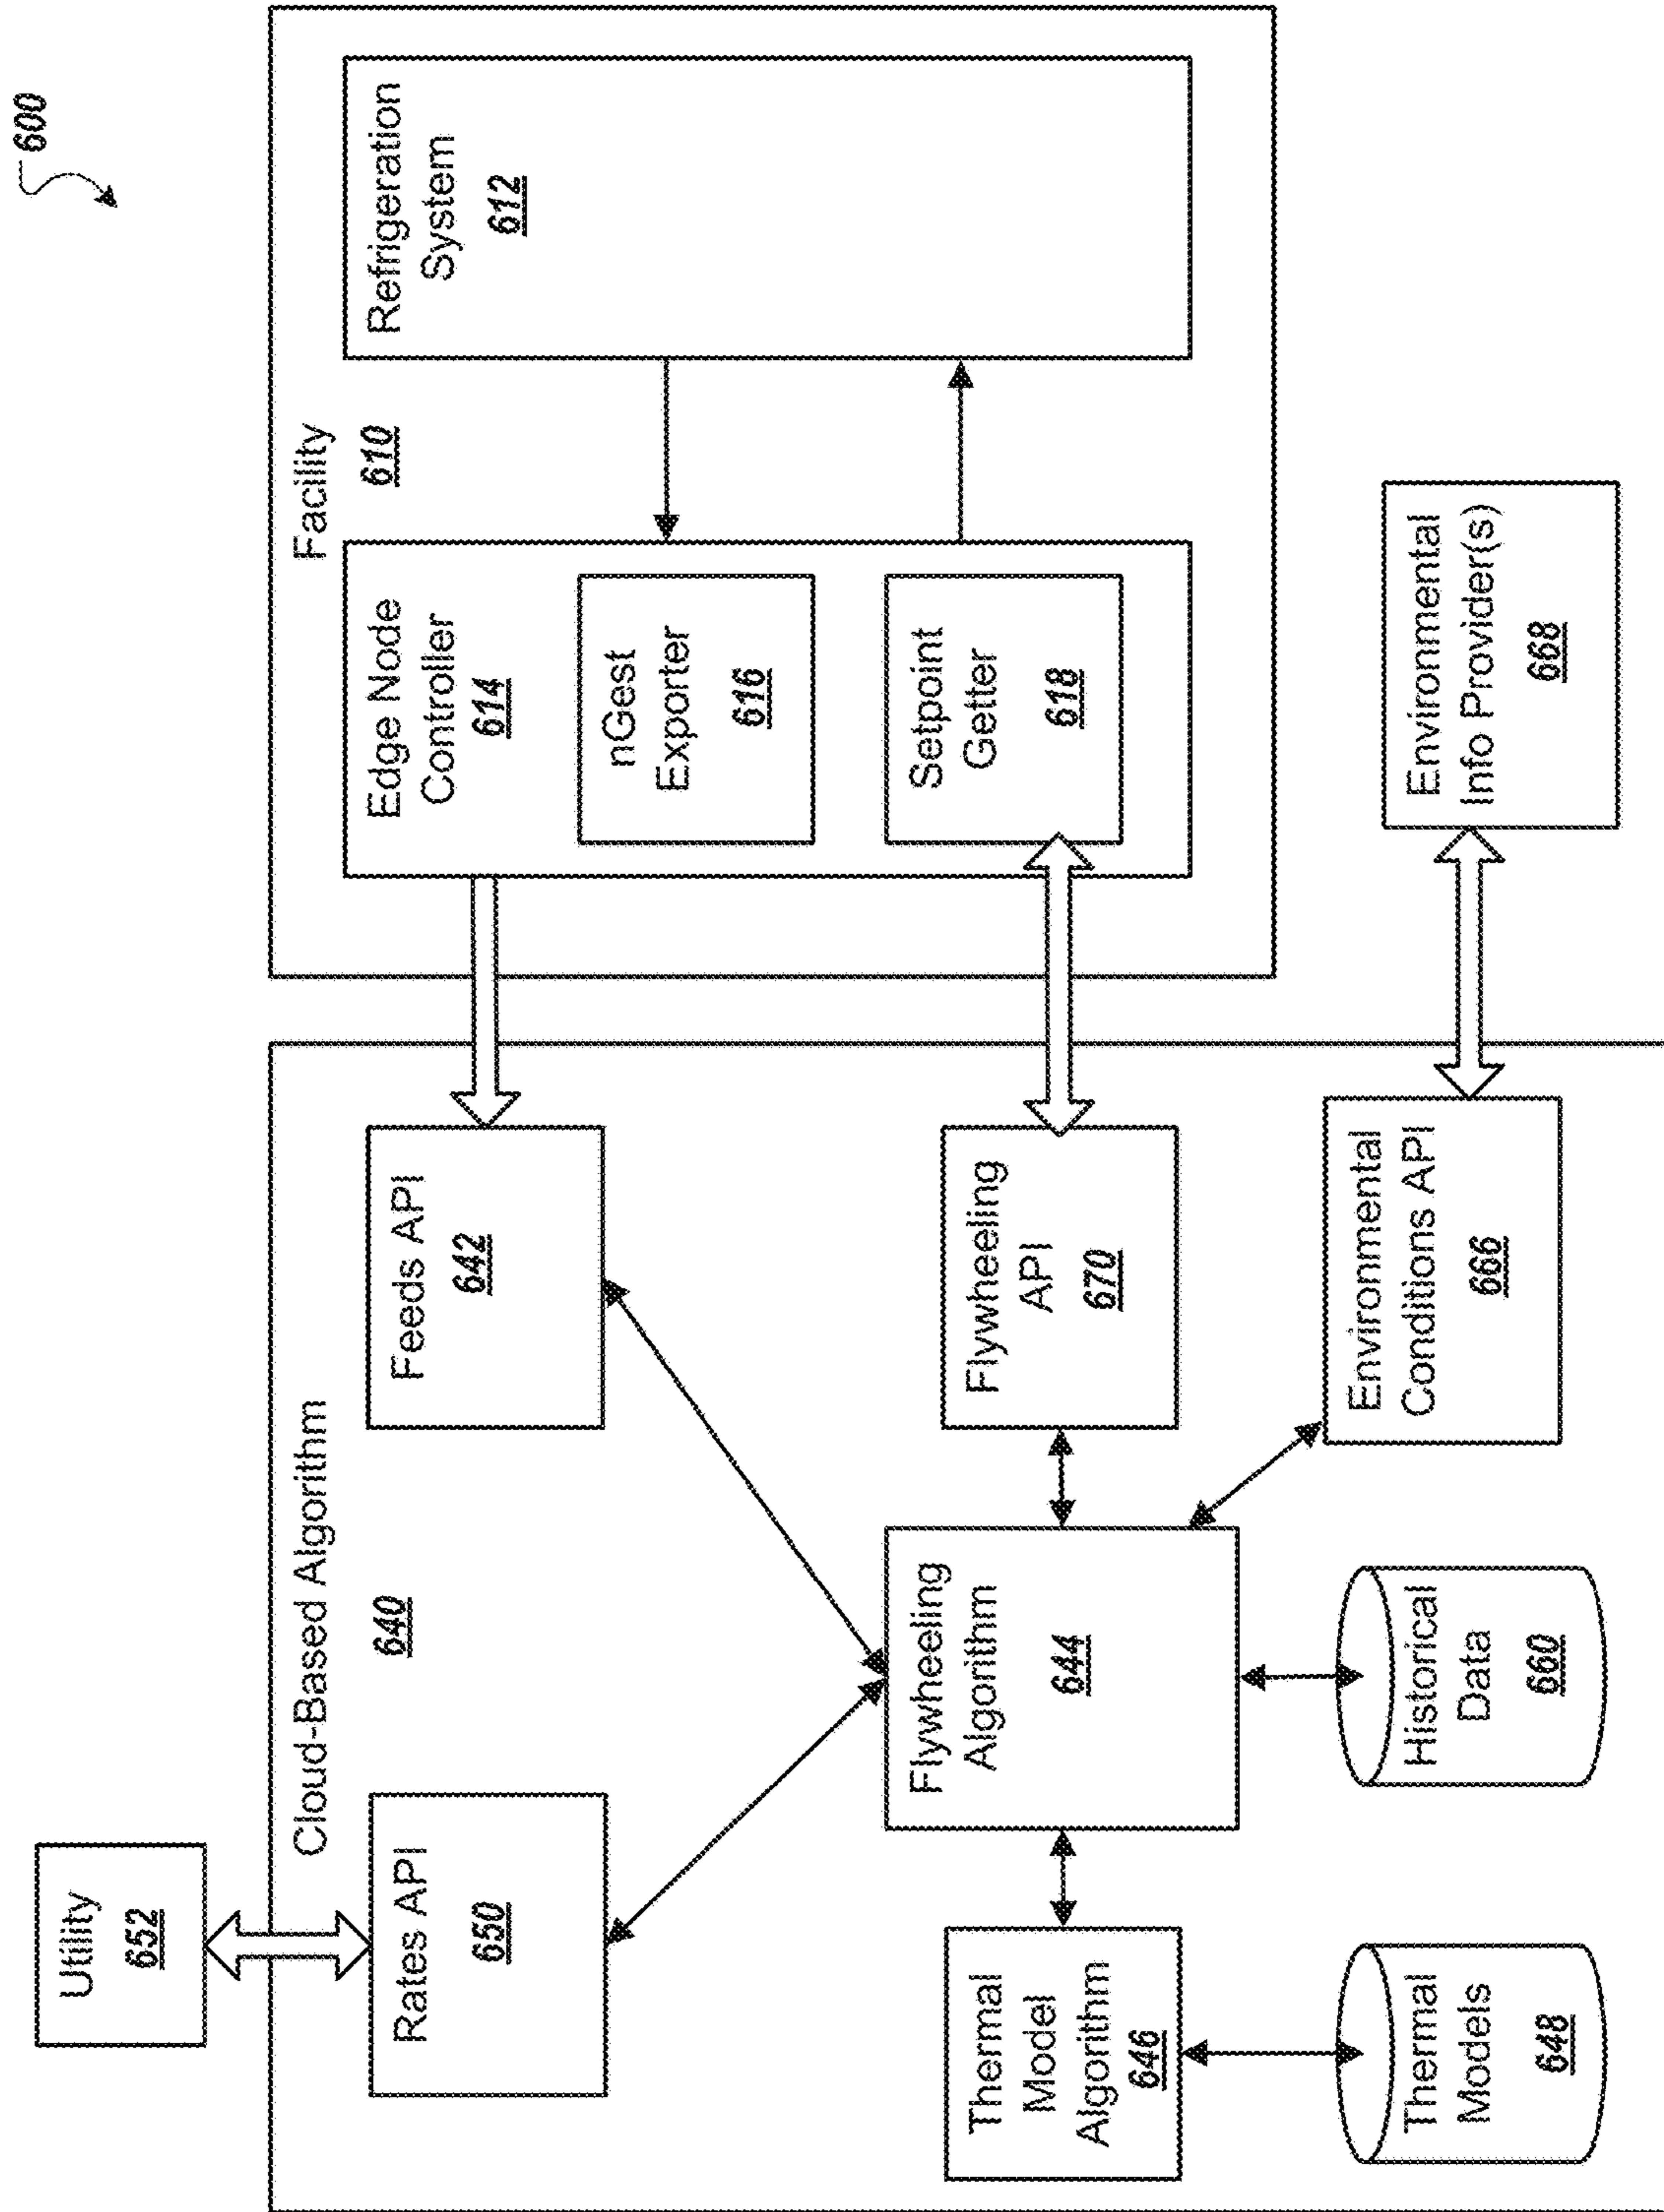 600
Utility
652
Cloud-Based Algorithm
640
Rates API
650
Feeds API
642
Thermal
Model
Algorithm
646
Flywheeling
Algorithm
644
Flywheeling
API
670
Thermal
Models
648
Historical
Data
660
Environmental
Conditions API
666
Facility
610
Edge Node
Controller
614
nGest
Exporter
616
Setpoint
Getter
618
Refrigeration
System
612
Environmental
Info Provider(s)
668